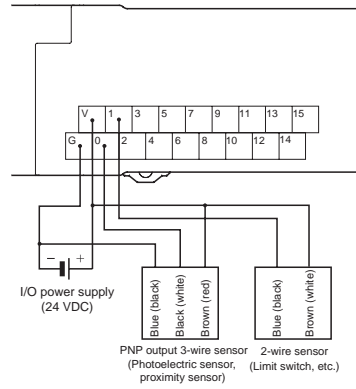 V 1 3 5 7 9 11 13 15
G 0 2 4 6 8 10 12 14
− +
I/O power supply
(24 VDC)
Blue (black)
Black (white)
Brown (red)
Blue (black)
Brown (white)
PNP output 3-wire sensor
(Photoelectric sensor,
proximity sensor)
2-wire sensor
(Limit switch, etc.)